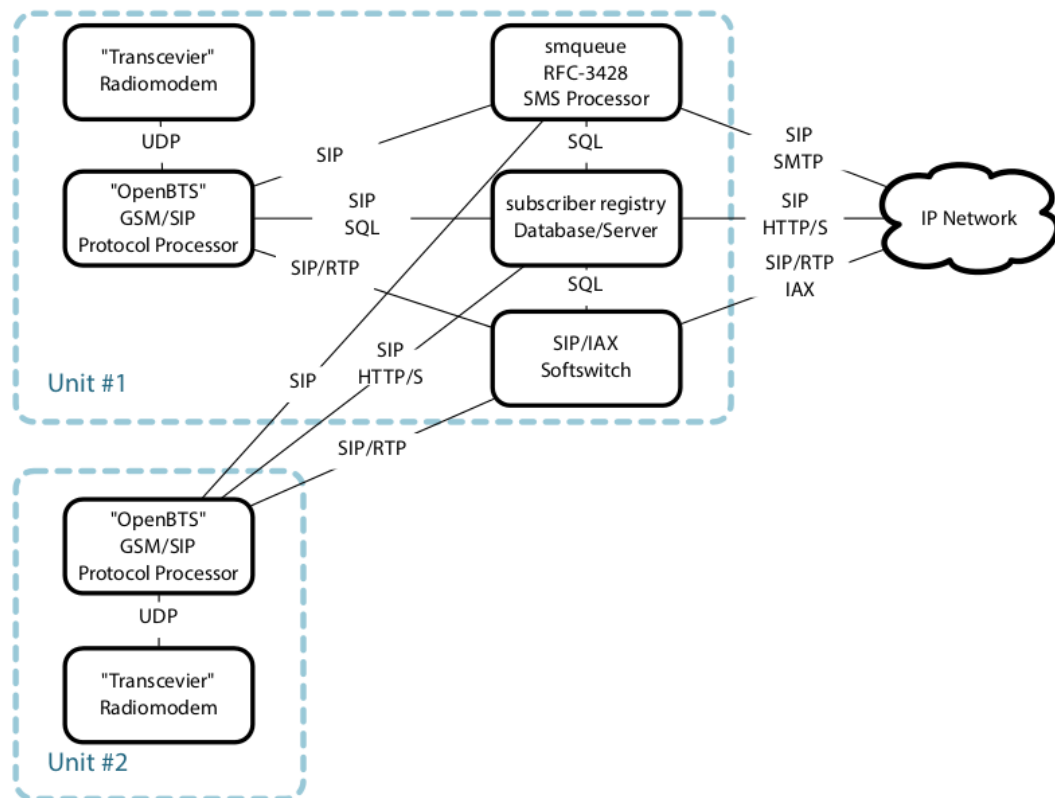 "Transcevier"
Radiomodem
smqueue
RFC-3428
SMS Processor
UDP
SIP
SQL
SIP
SMTP
"OpenBTS"
GSM/SIP
Protocol Processor
SIP
SQL
subscriber registry
Database/Server
SIP
HTTP/S
IP Network
SIP/RTP
SQL
SIP/RTP
IAX
SIP/IAX
Softswitch
SIP
HTTP/S
SIP
Unit #1
SIP/RTP
"OpenBTS"
GSM/SIP
Protocol Processor
UDP
"Transcevier"
Radiomodem
Unit #2